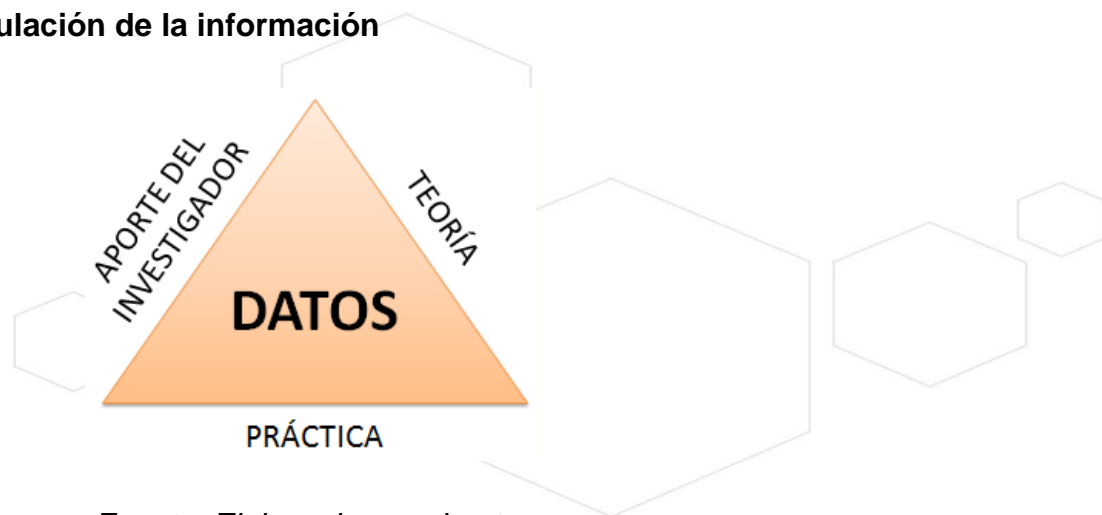 ulación de la información
APORTE DEL
INVESTIGADOR
TEORÍA
DATOS
PRÁCTICA